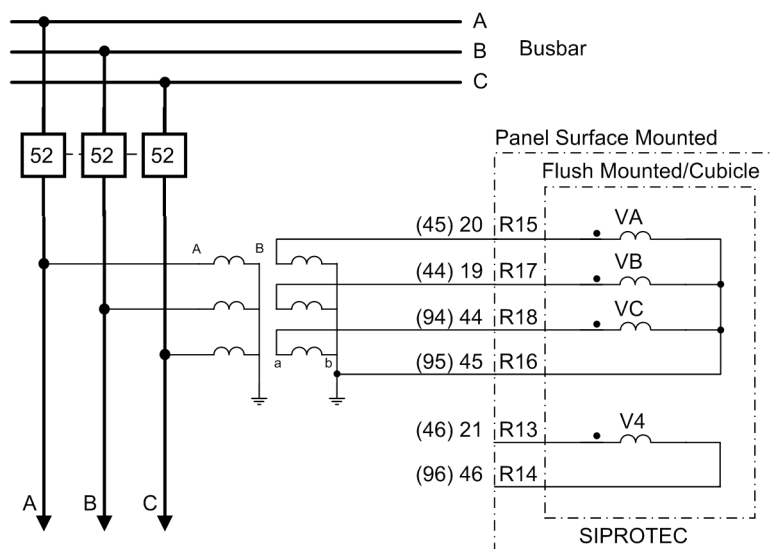 A
B Busbar
C
52 52 52
Panel Surface Mounted
Flush Mounted/Cubicle
(45) 20 R15 VA
A B
(44) 19 R17 VB
(94) 44 R18 VC
a b
(95) 45 R16
(46) 21 R13 V4
(96) 46 R14
A B C
SIPROTEC